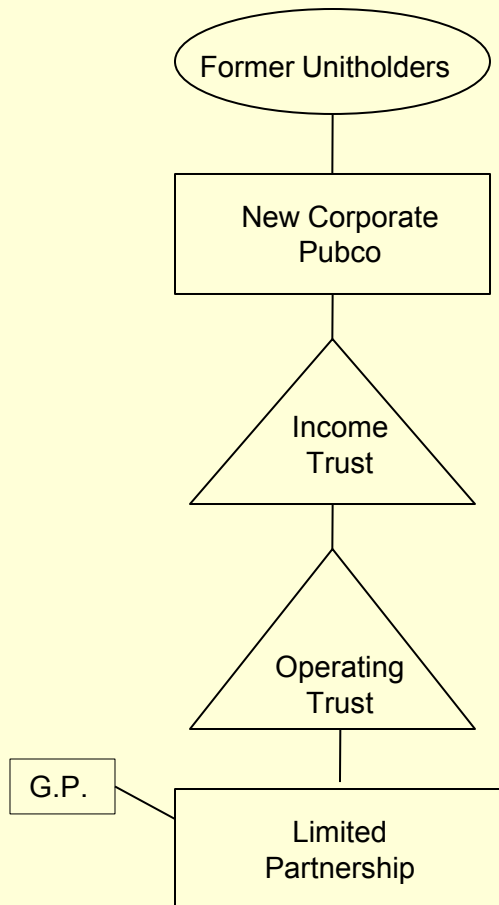 Former Unitholders
New Corporate
Pubco
Income
Trust
Operating
Trust
G.P.
Limited
Partnership